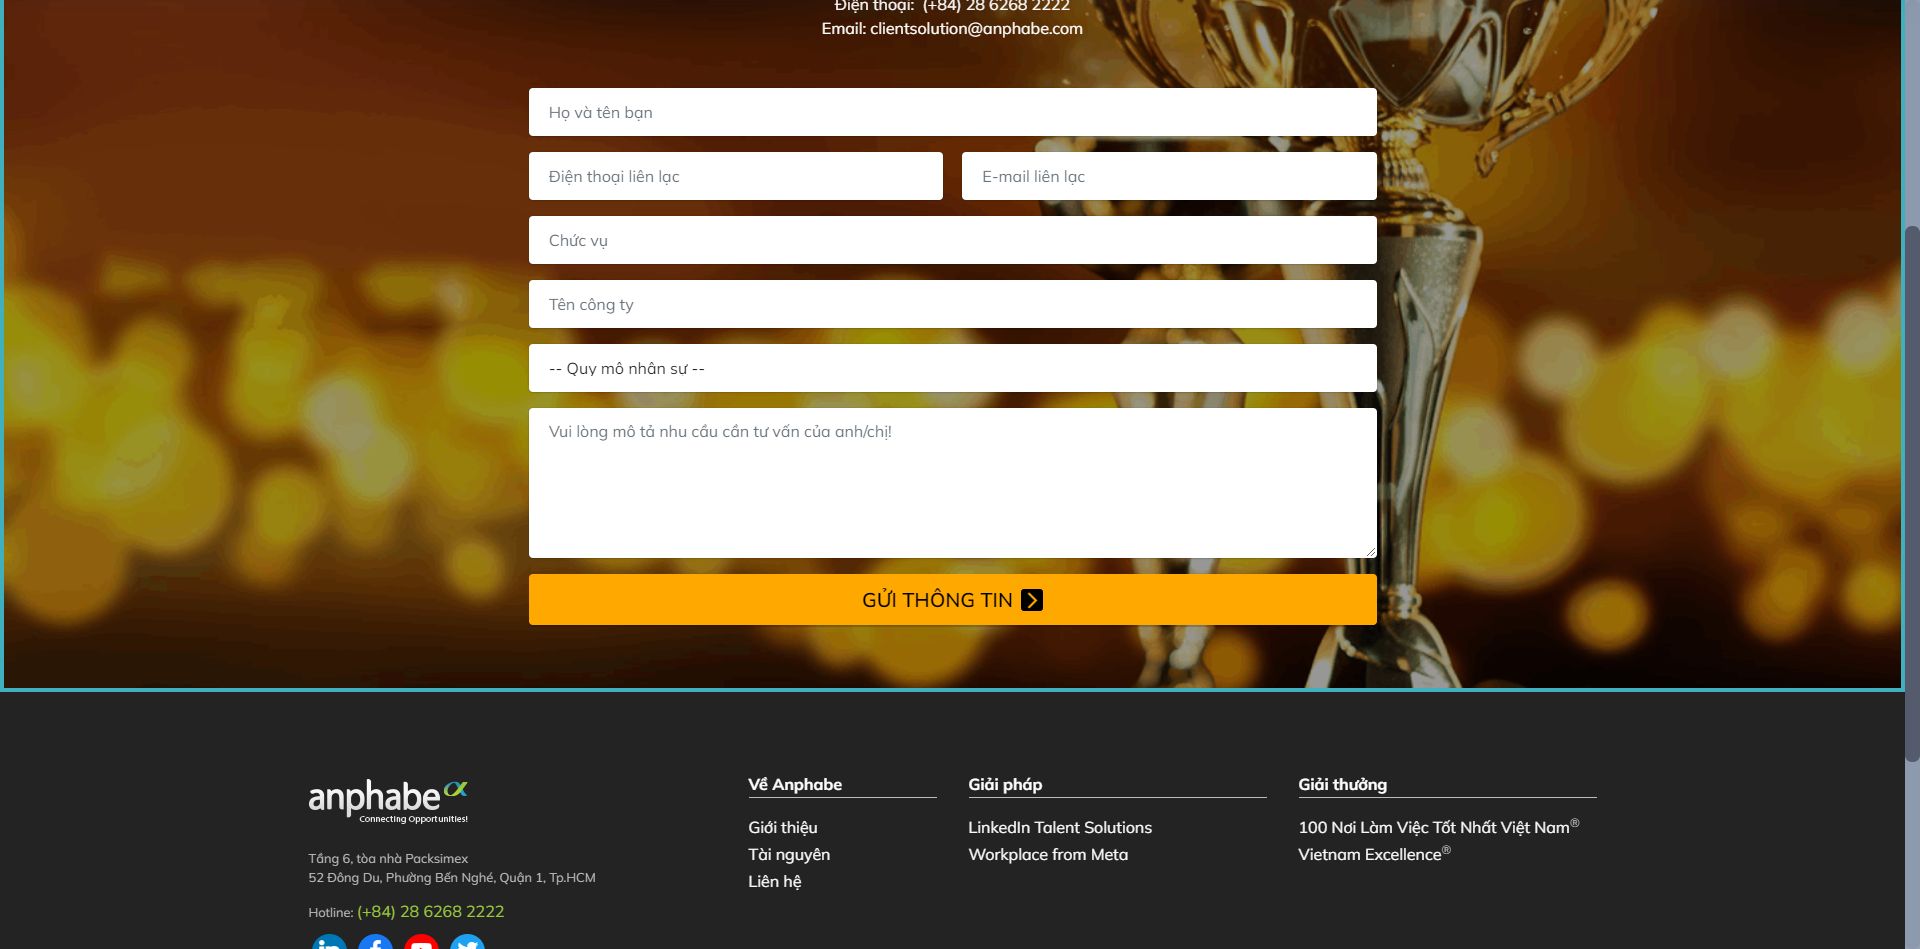 Điện thoại: (+84) 28 6268 2222
Email: clientsolution@anphabe.com
Họ và tên bạn
Điện thoại liên lạc
E-mail liên lạc
Chức vụ
Tên công ty
-- Quy mô nhân sự --
Vui lòng mô tả nhu cầu cần tư vấn của anh/chị!
GỬI THÔNG TIN
anphabe
Connecting Opportunities!
Tầng 6, tòa nhà Packsimex
52 Đông Du, Phường Bến Nghé, Quận 1, Tp.HCM
Hotline: (+84) 28 6268 2222
Về Anphabe
Giới thiệu
Tài nguyên
Liên hệ
Giải pháp
LinkedIn Talent Solutions
Workplace from Meta
Giải thưởng
100 Nơi Làm Việc Tốt Nhất Việt Nam®
Vietnam Excellence®